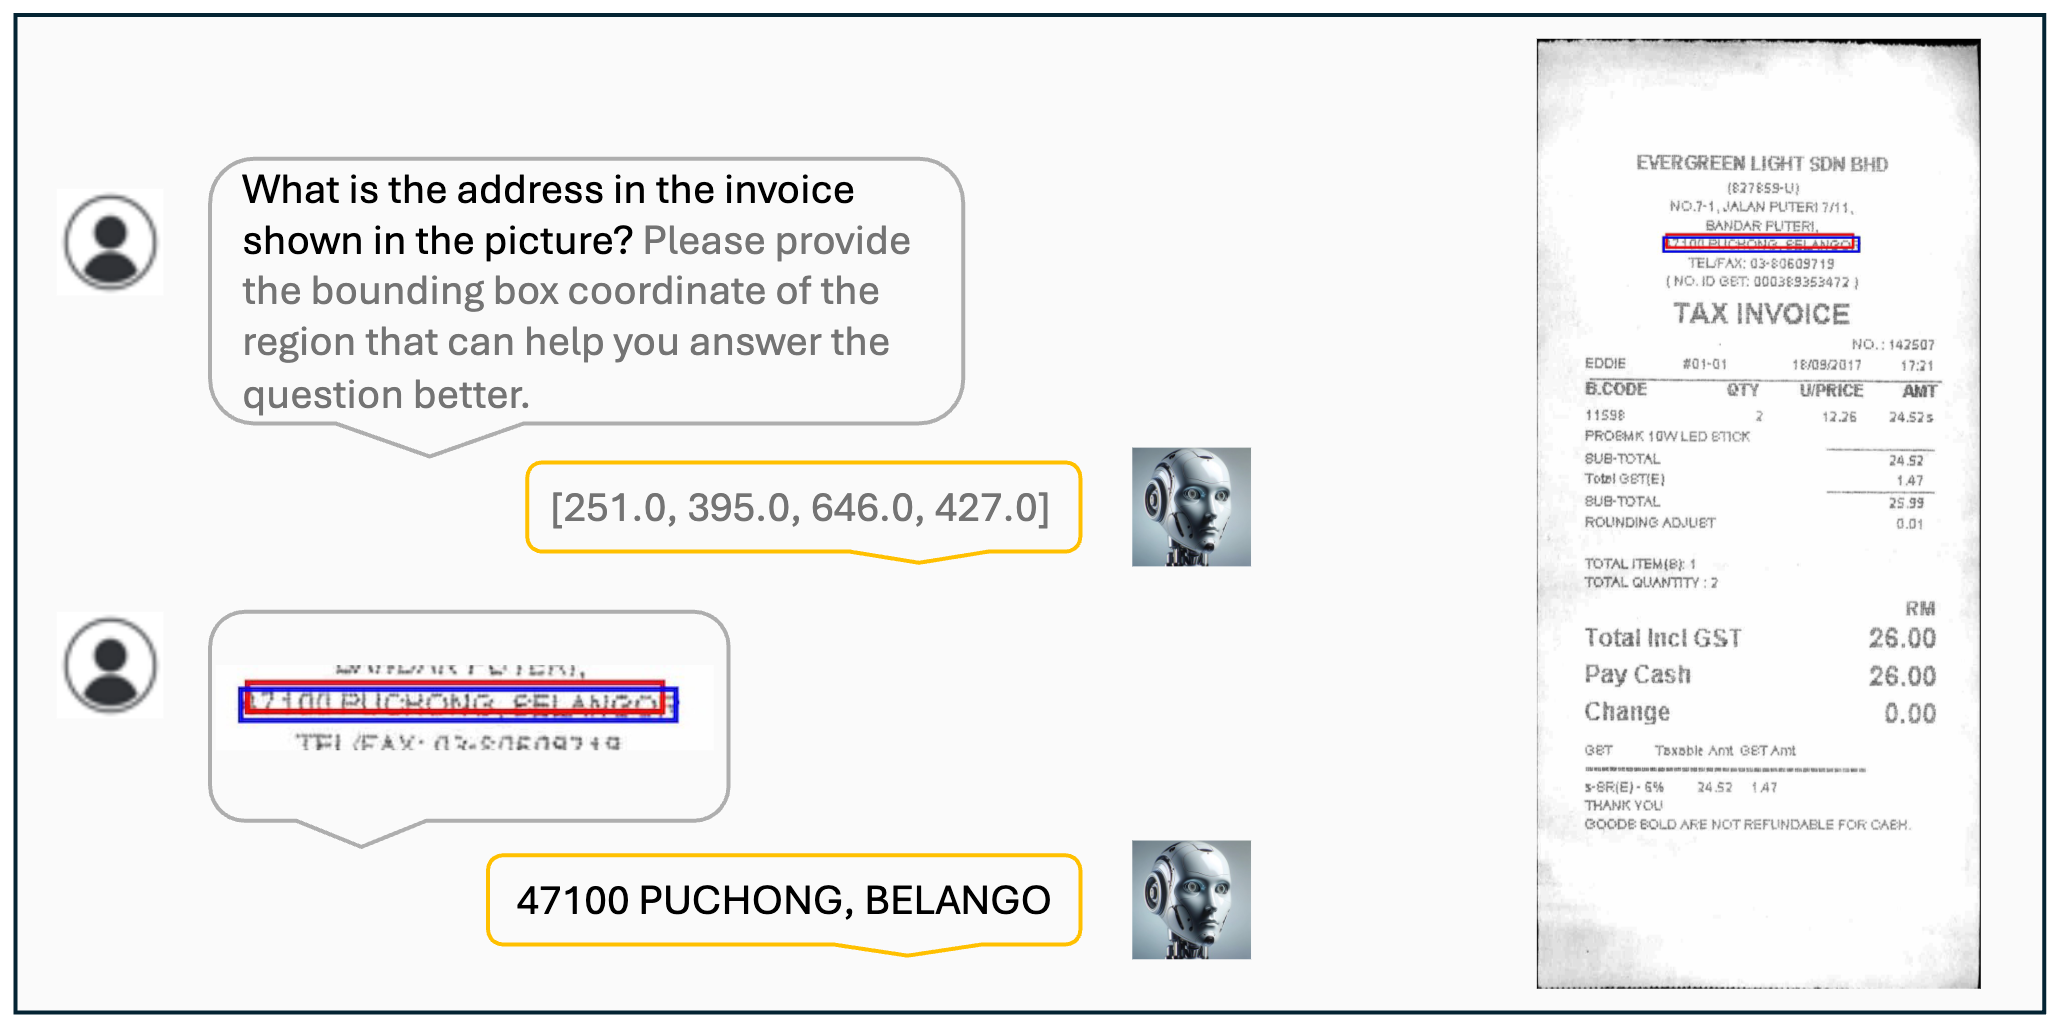 What is the address in the invoice
shown in the picture? Please provide
the bounding box coordinate of the
region that can help you answer the
question better.
[251.0, 395.0, 646.0, 427.0]
BANDAR PUTERI,
47100 PUCHONG, BELANGOR
TEL/FAX: 03-80609719
47100 PUCHONG, BELANGO
EVERGREEN LIGHT SDN BHD
(827859-U)
NO.7-1, JALAN PUTERI 7/11,
BANDAR PUTERI,
47100 PUCHONG, BELANGOR
TEL/FAX: 03-80609719
( NO. ID GST: 000389353472 )
TAX INVOICE
NO. : 142507
EDDIE #01-01 18/09/2017 17:21
B.CODE QTY U/PRICE AMT
11598 2 12.26 24.52 s
PROEMK 10W LED STICK
SUB-TOTAL 24.52
Total GST(E) 1.47
SUB-TOTAL 25.99
ROUNDING ADJUST 0.01
TOTAL ITEM(S): 1
TOTAL QUANTITY : 2
RM
Total Incl GST 26.00
Pay Cash 26.00
Change 0.00
GST Taxable Amt GST Amt
s-SR(E) - 6% 24.52 1.47
THANK YOU
GOODS SOLD ARE NOT REFUNDABLE FOR CASH.